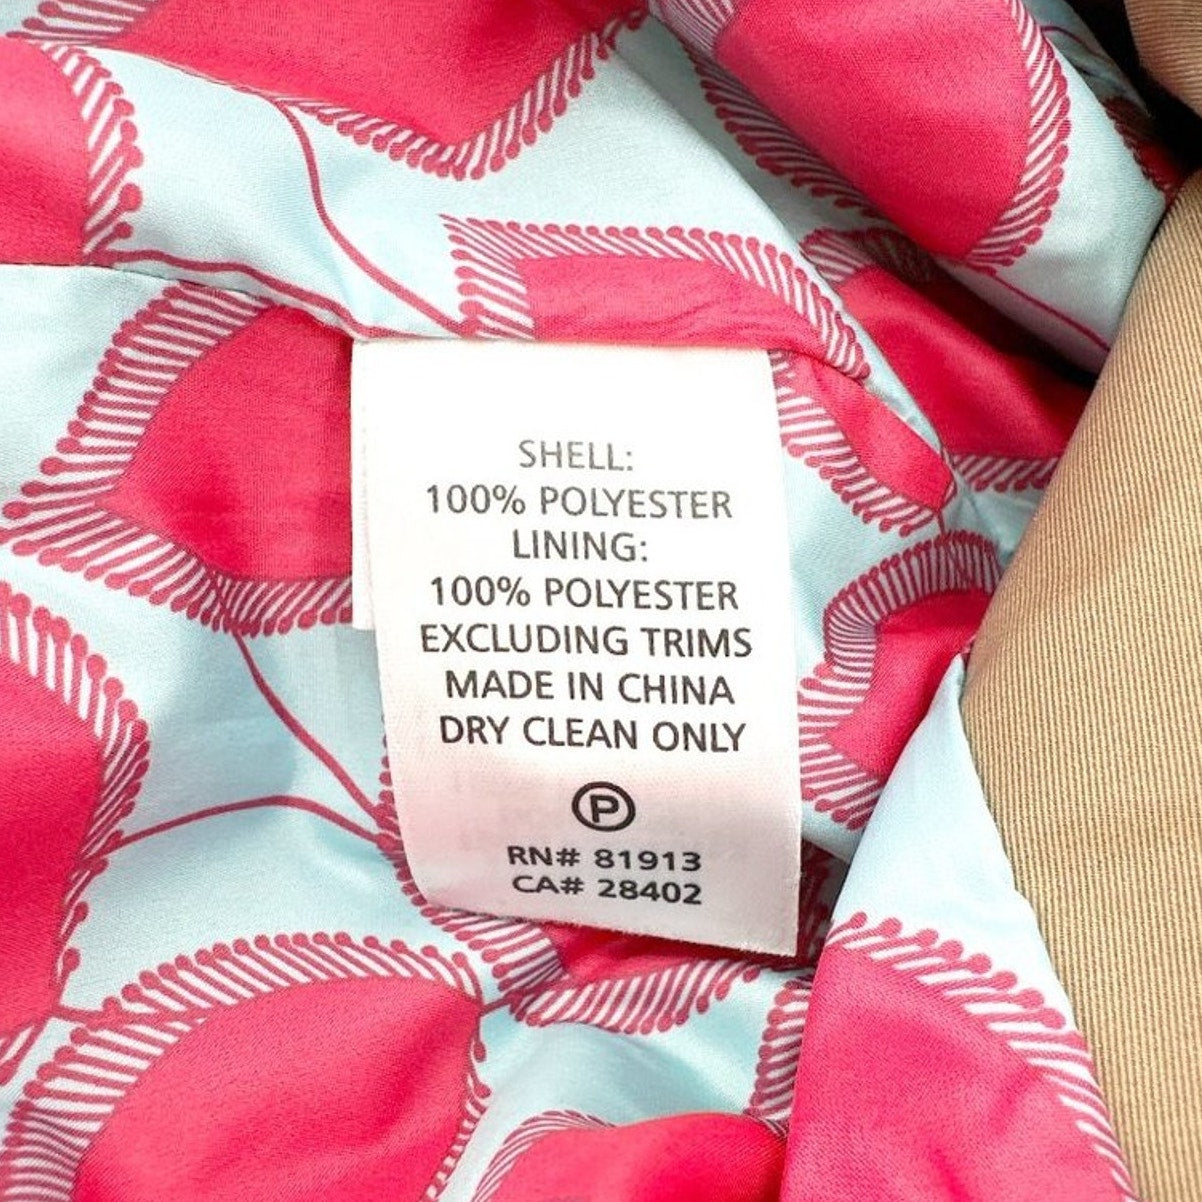 SHELL:
100% POLYESTER
LINING:
100% POLYESTER
EXCLUDING TRIMS
MADE IN CHINA
DRY CLEAN ONLY
P
RN# 81913
CA# 28402